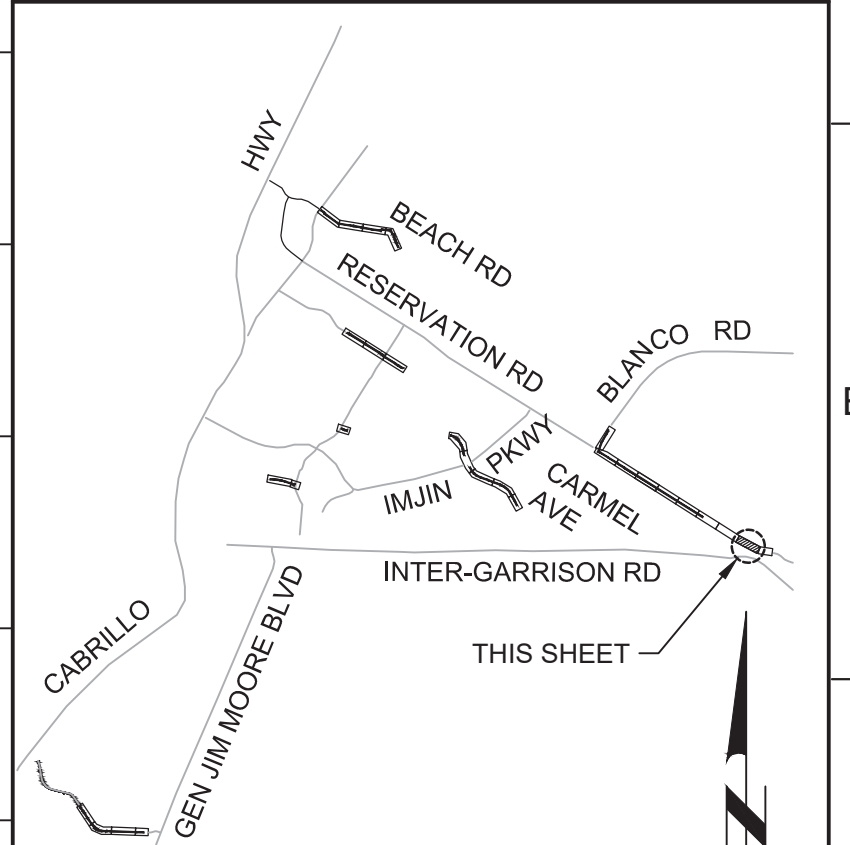 HWY
BEACH RD
RESERVATION RD
BLANCO RD
PKWY
CARMEL
AVE
IMJIN
INTER-GARRISON RD
THIS SHEET
CABRILLO
GEN JIM MOORE BLVD